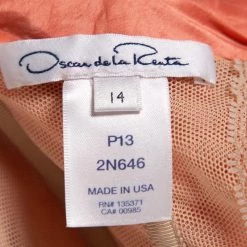 Oscar de la Renta
14
P13
2N646
MADE IN USA
RN# 135371
CA# 00985